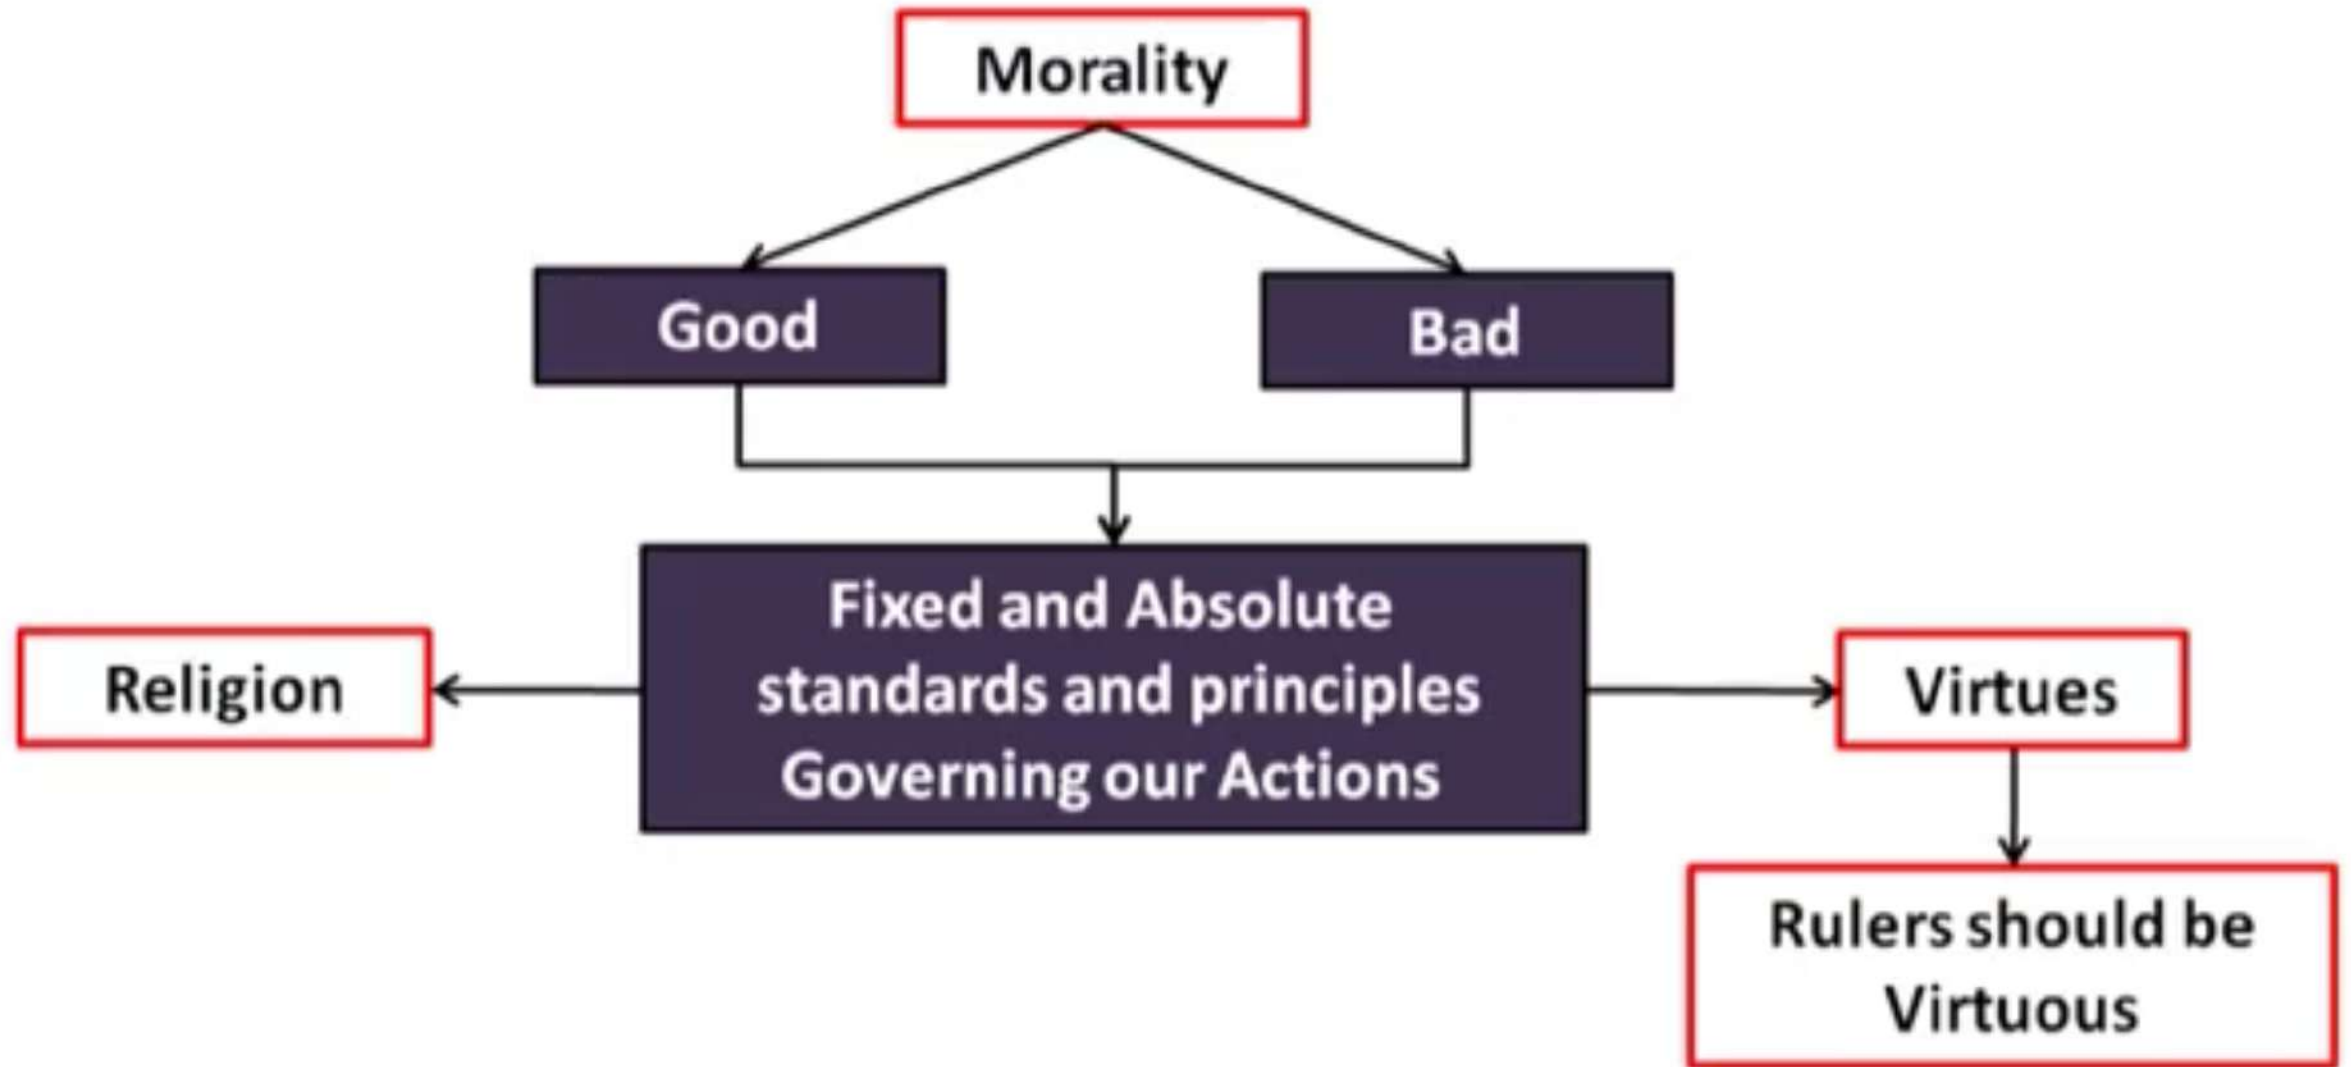 Morality
Good
Bad
Fixed and Absolute
standards and principles
Governing our Actions
Religion
Virtues
Rulers should be
Virtuous